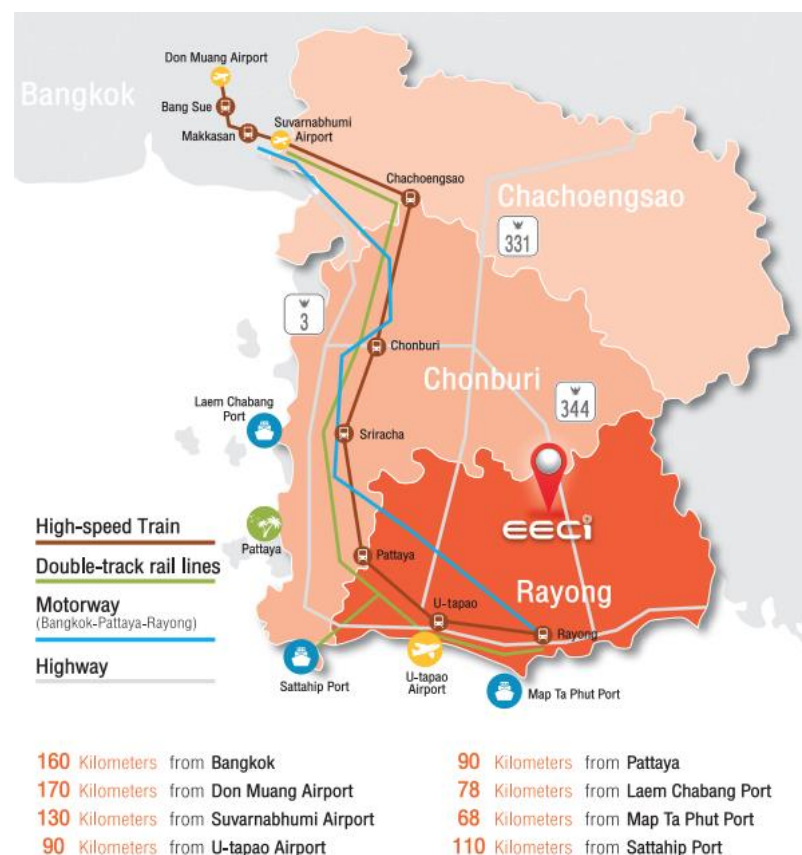 Don Muang Airport
Bangkok
Bang Sue
Makkasan
Suvarnabhumi
Airport
Chachoengsao
Chachoengsao
331
3
Chonburi
Chonburi
344
Laem Chabang
Port
Sriracha
EECi
High-speed Train
Pattaya
Pattaya
Double-track rail lines
Rayong
Motorway
(Bangkok-Pattaya-Rayong)
U-tapao
Rayong
Highway
Sattahip Port
U-tapao
Airport
Map Ta Phut Port
160 Kilometers from Bangkok
170 Kilometers from Don Muang Airport
130 Kilometers from Suvarnabhumi Airport
90 Kilometers from U-tapao Airport
90 Kilometers from Pattaya
78 Kilometers from Laem Chabang Port
68 Kilometers from Map Ta Phut Port
110 Kilometers from Sattahip Port